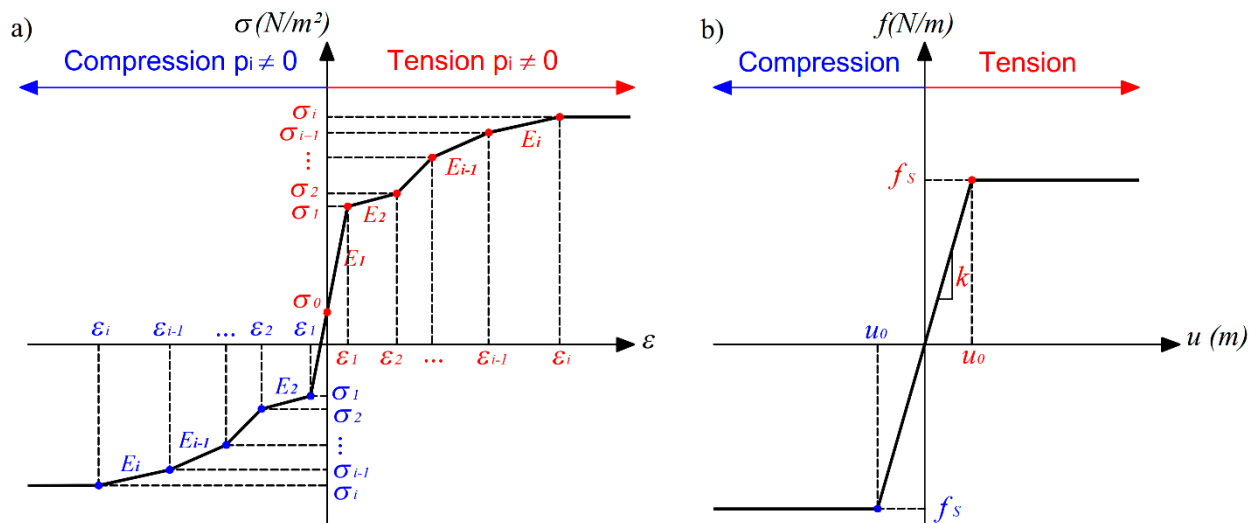 a)
σ (N/m²)
Compression pᵢ ≠ 0
Tension pᵢ ≠ 0
σᵢ
σᵢ₋₁
⋮
σ₂
σ₁
σ₀
Eᵢ
Eᵢ₋₁
E₂
E₁
εᵢ
εᵢ₋₁
...
ε₂
ε₁
ε
ε₁
ε₂
...
εᵢ₋₁
εᵢ
E₂
Eᵢ₋₁
Eᵢ
σ₁
σ₂
⋮
σᵢ₋₁
σᵢ
b)
f(N/m)
Compression
Tension
f_S
k
u₀
u₀
u (m)
f_S